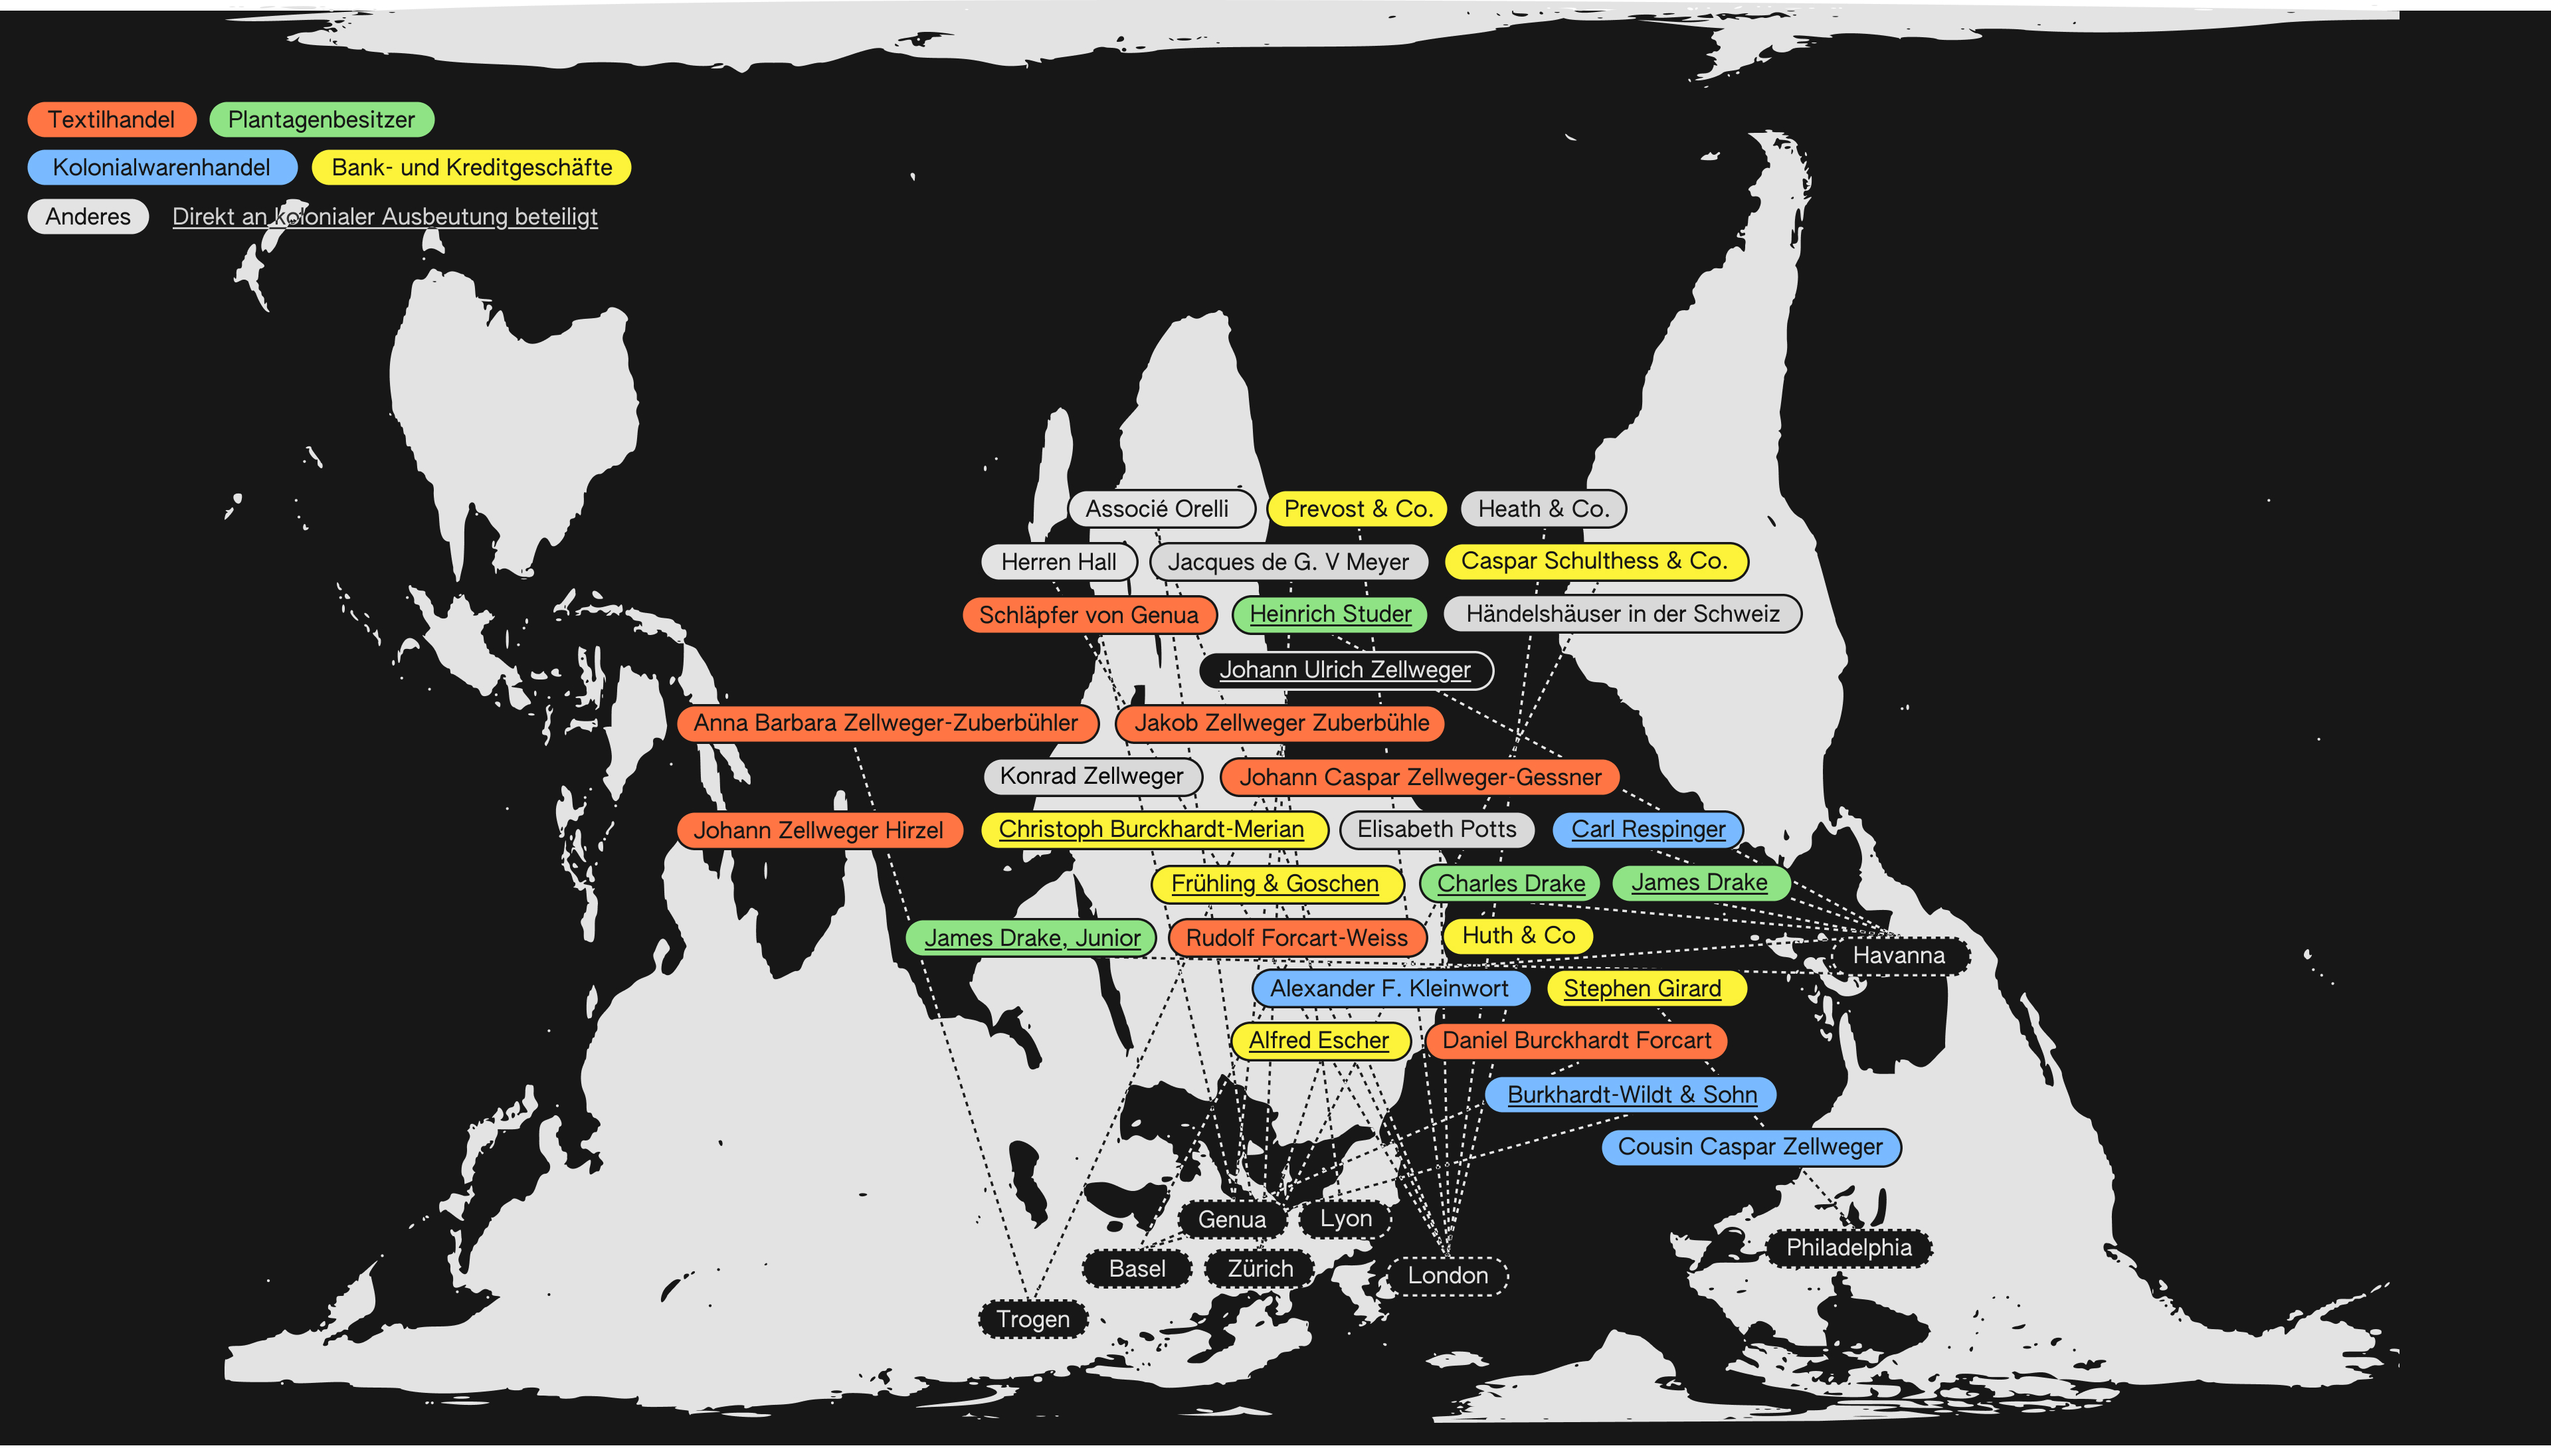 Textilhandel
Plantagenbesitzer
Kolonialwarenhandel
Bank- und Kreditgeschäfte
Anderes
Direkt an kolonialer Ausbeutung beteiligt
Associé Orelli
Prevost & Co.
Heath & Co.
Herren Hall
Jacques de G. V Meyer
Caspar Schulthess & Co.
Schläpfer von Genua
Heinrich Studer
Händelshäuser in der Schweiz
Johann Ulrich Zellweger
Anna Barbara Zellweger-Zuberbühler
Jakob Zellweger Zuberbühle
Konrad Zellweger
Johann Caspar Zellweger-Gessner
Johann Zellweger Hirzel
Christoph Burckhardt-Merian
Elisabeth Potts
Carl Respinger
Frühling & Goschen
Charles Drake
James Drake
James Drake, Junior
Rudolf Forcart-Weiss
Huth & Co
Havanna
Alexander F. Kleinwort
Stephen Girard
Alfred Escher
Daniel Burckhardt Forcart
Burkhardt-Wildt & Sohn
Cousin Caspar Zellweger
Genua
Lyon
Philadelphia
Basel
Zürich
London
Trogen